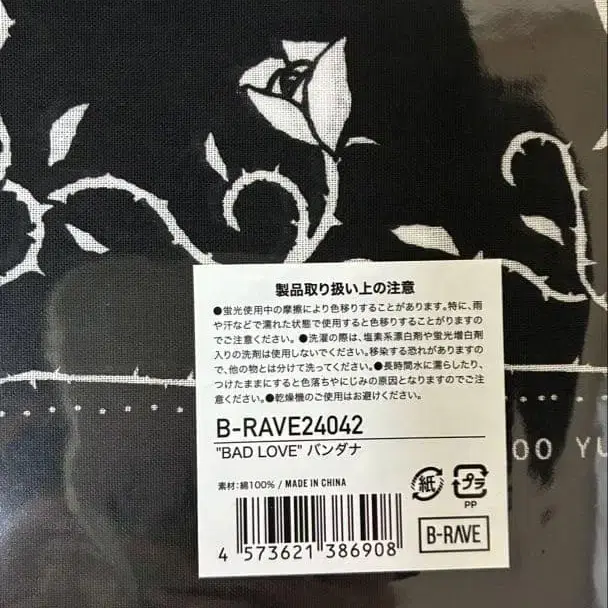 製品取り扱い上の注意
●蛍光使用中の摩擦により色移りすることがあります。特に、雨
や汗などで濡れた状態で使用すると色移りすることがありますの
でご注意ください。●洗濯の際は、塩素系漂白剤や蛍光増白剤
入りの洗剤は使用しないでください。移染する恐れがありますの
で、他の物とは分けて洗ってください。●長時間水に濡らしたり、
つけたままにすると色落ちやにじみの原因となりますのでご注
意ください。●乾燥機のご使用はお避けください。
B-RAVE24042
"BAD LOVE" バンダナ
OO YU
素材:綿100% / MADE IN CHINA
紙
プラ
PP
4 573621 386908
B-RAVE